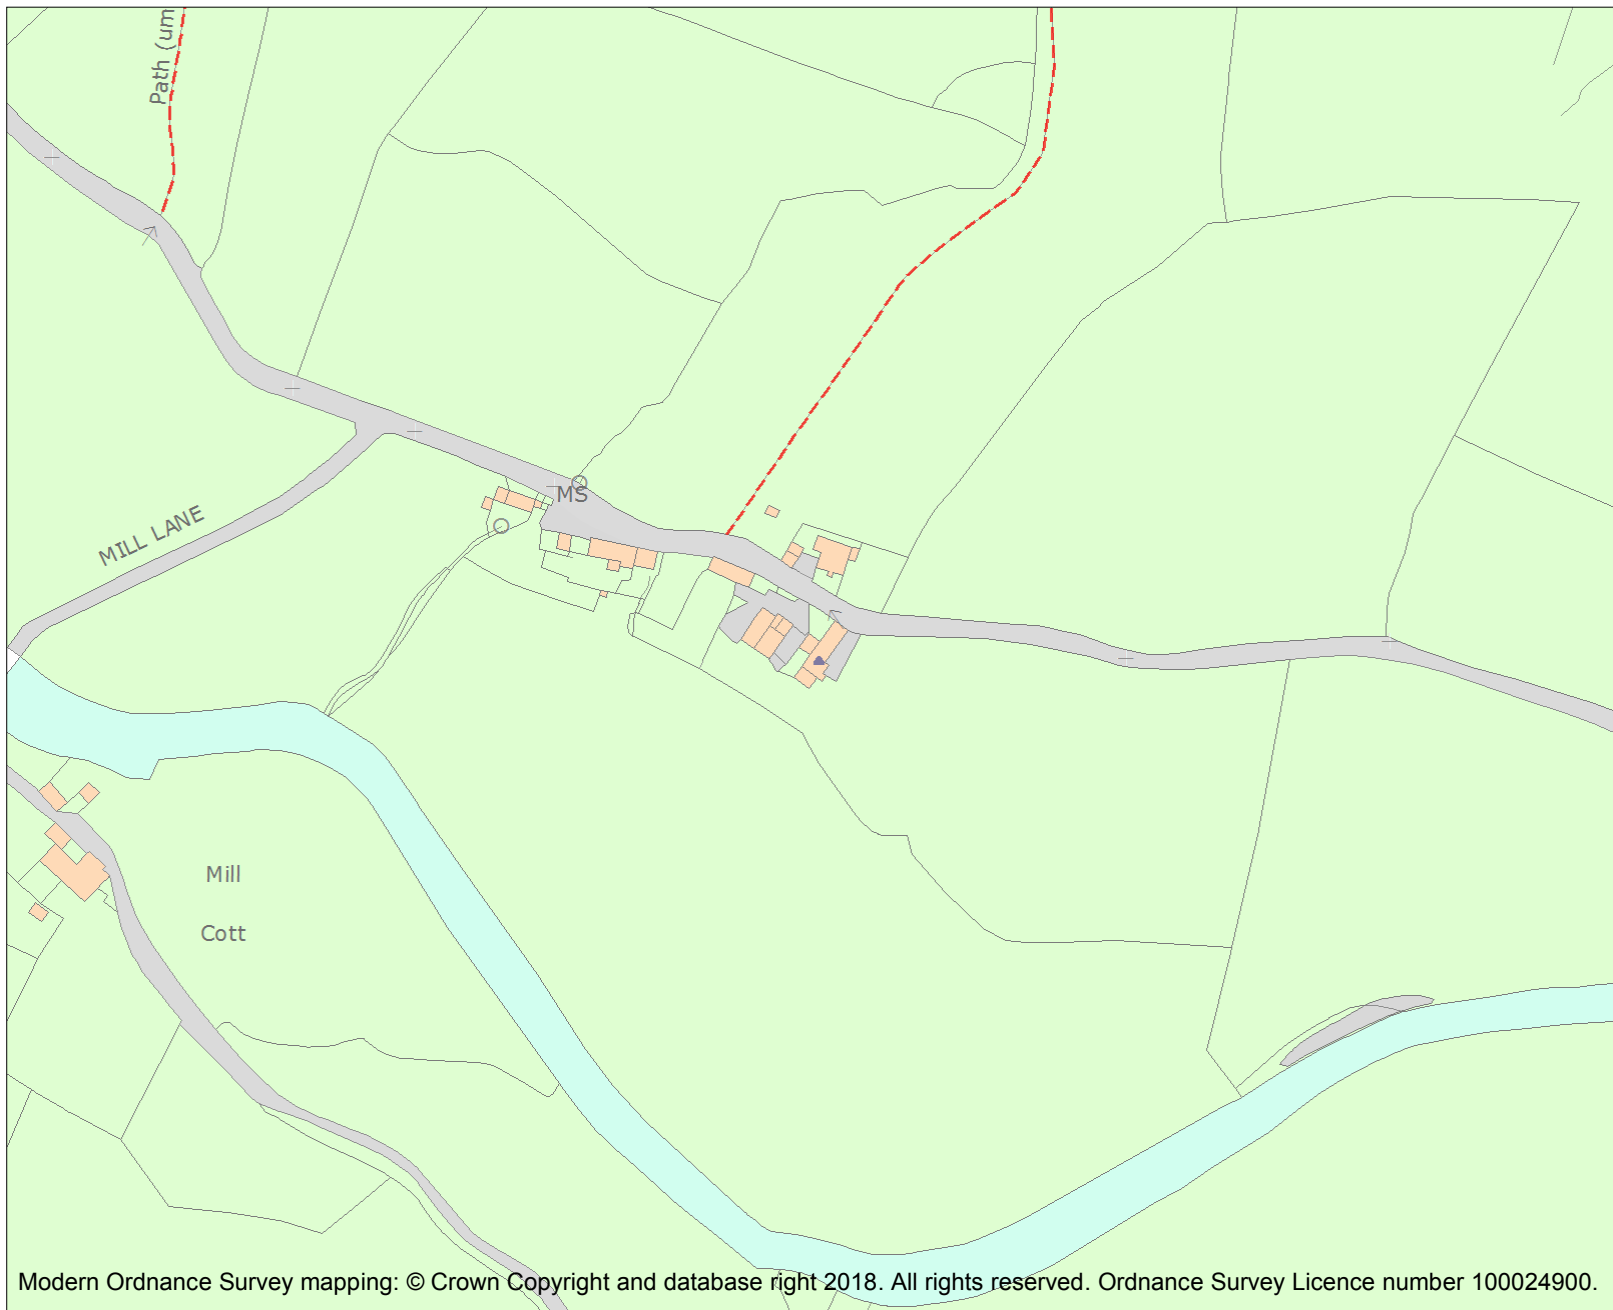 Path (um
MS
MILL LANE
Mill
Cott
Modern Ordnance Survey mapping: © Crown Copyright and database right 2018. All rights reserved. Ordnance Survey Licence number 100024900.